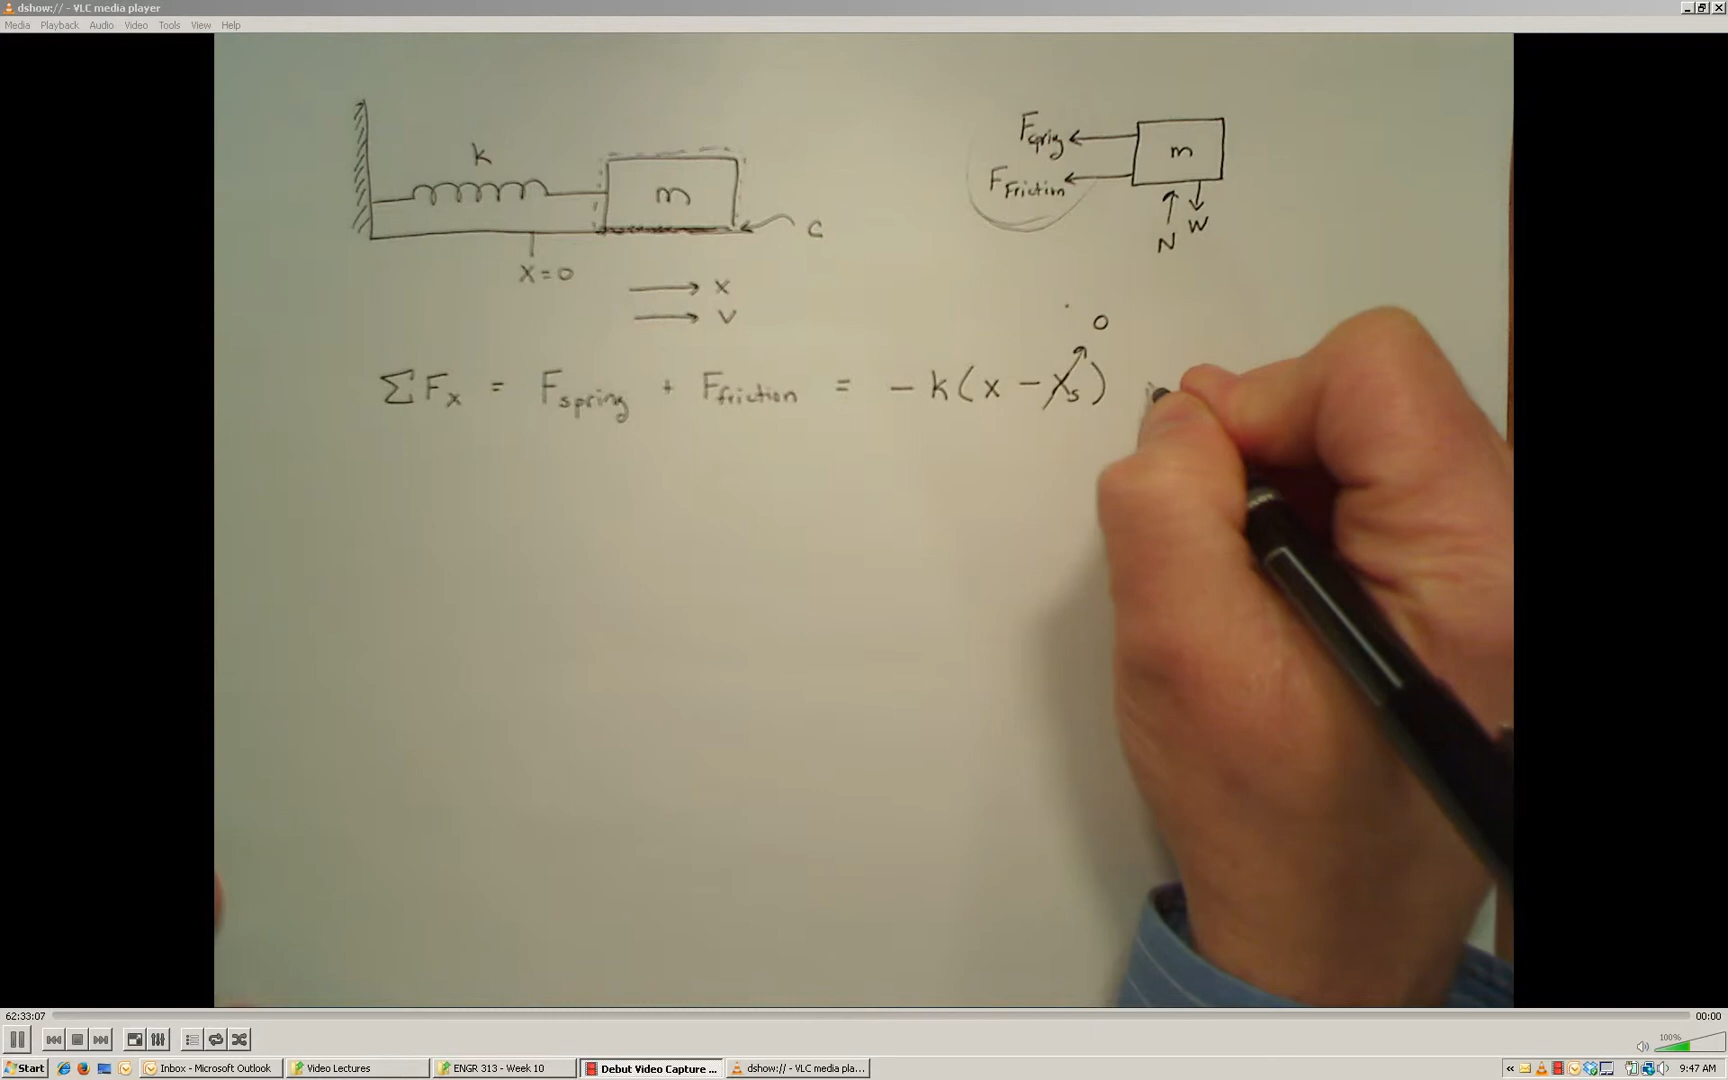 dshow:// - VLC media player
Media Playback Audio Video Tools View Help
k
m
c
x = 0
x
v
Fsprig
FFriction
m
N
W
0
ΣFx = Fspring + Ffriction = - k(x - xs)
62:33:07
00:00
100%
Start
Inbox - Microsoft Outlook
Video Lectures
ENGR 313 - Week 10
Debut Video Capture ...
dshow:// - VLC media pla...
«
9:47 AM